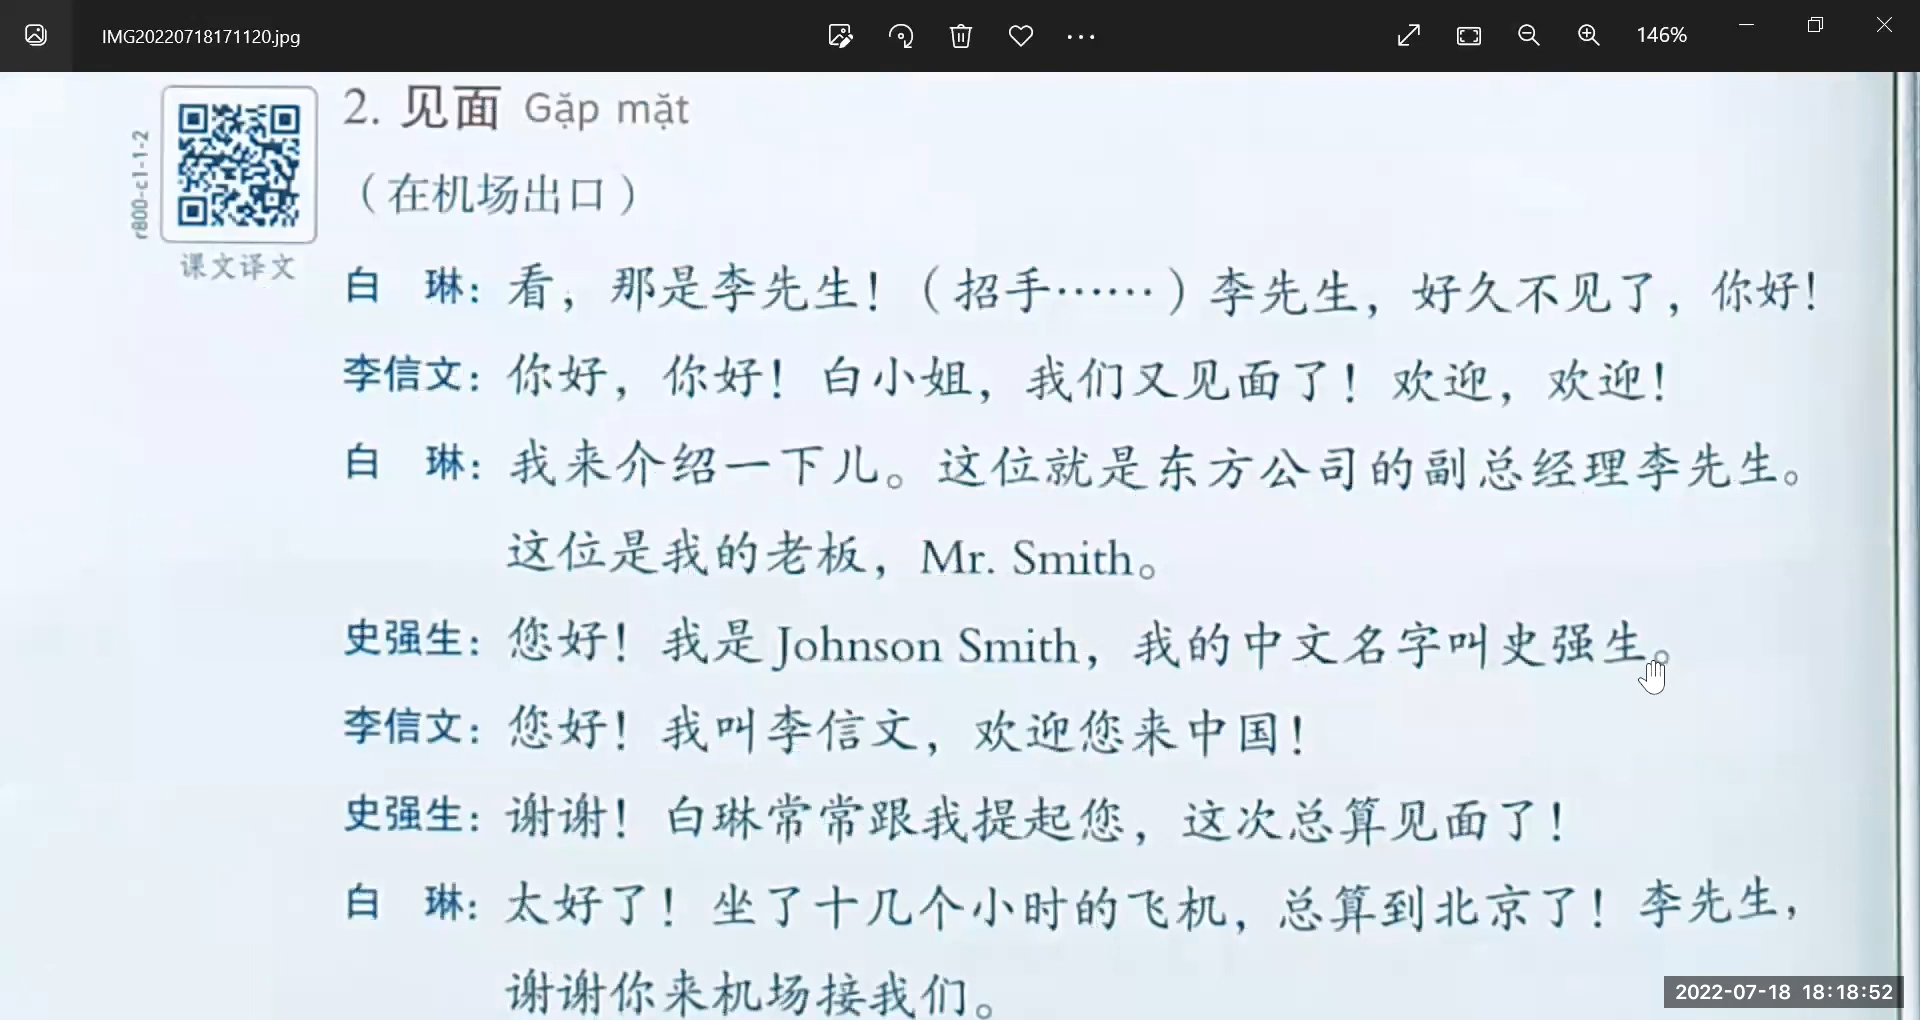 IMG20220718171120.jpg
146%
r800-c1-1-2
课文译文
2. 见面 Gặp mặt
（在机场出口）
白 琳：看，那是李先生！（招手……）李先生，好久不见了，你好！
李信文：你好，你好！白小姐，我们又见面了！欢迎，欢迎！
白 琳：我来介绍一下儿。这位就是东方公司的副总经理李先生。
这位是我的老板，Mr. Smith。
史强生：您好！我是 Johnson Smith，我的中文名字叫史强生。
李信文：您好！我叫李信文，欢迎您来中国！
史强生：谢谢！白琳常常跟我提起您，这次总算见面了！
白 琳：太好了！坐了十几个小时的飞机，总算到北京了！李先生，
谢谢你来机场接我们。
2022-07-18 18:18:52